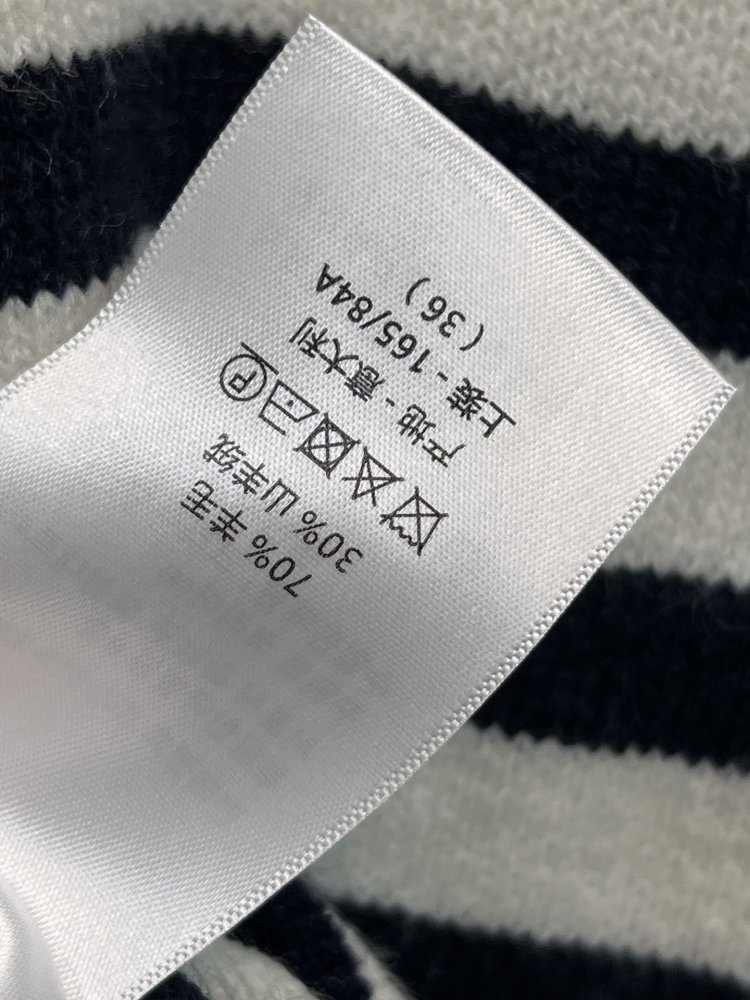 70% 羊毛
30% 山羊绒
P
产地 - 意大利
上装 - 165/84A
( 36 )